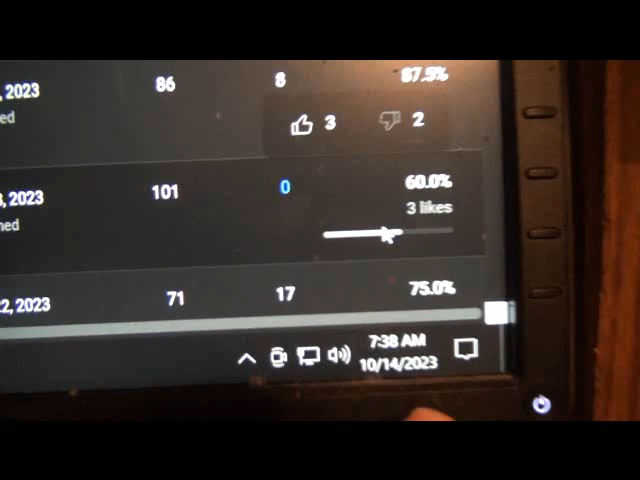 86 8 87.5%
, 2023
ed
3 2
101 0 60.0%
3, 2023
3 likes
ned
22, 2023 71 17 75.0%
7:38 AM
10/14/2023